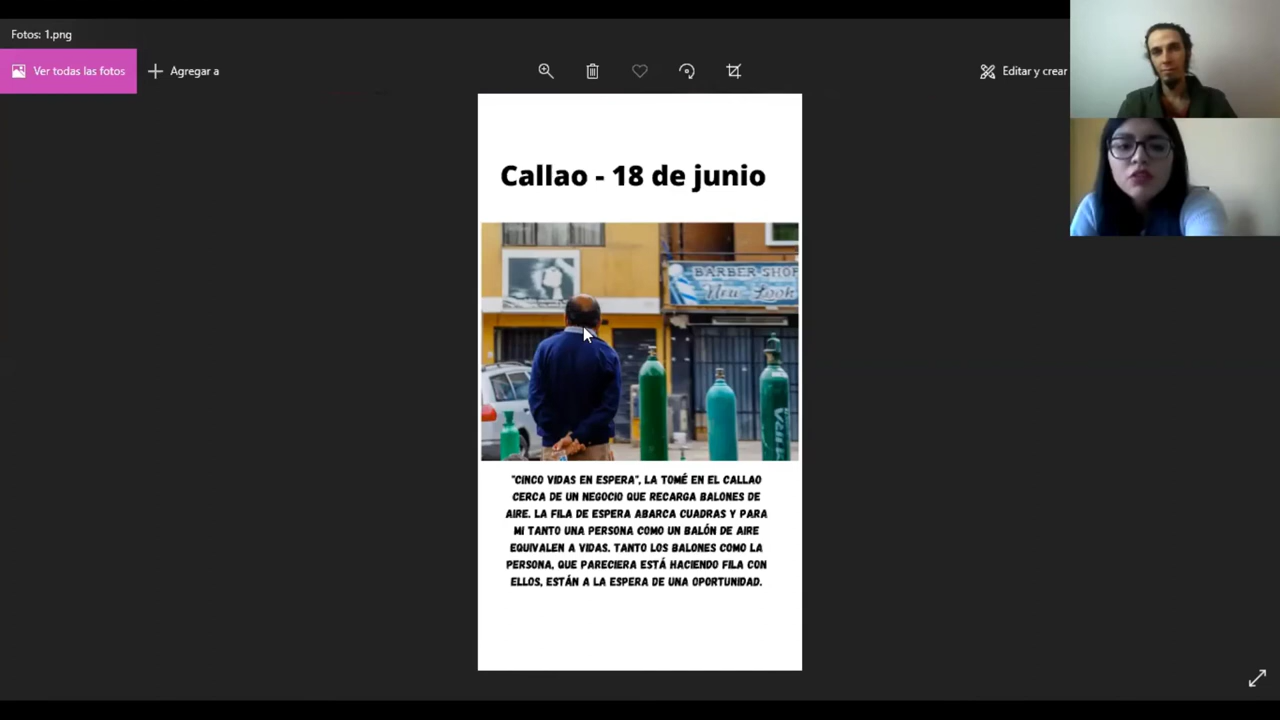 Fotos: 1.png
Ver todas las fotos
Agregar a
Editar y crear
Callao - 18 de junio
BARBER SHOP
New Look
"CINCO VIDAS EN ESPERA", LA TOMÉ EN EL CALLAO
CERCA DE UN NEGOCIO QUE RECARGA BALONES DE
AIRE. LA FILA DE ESPERA ABARCA CUADRAS Y PARA
MI TANTO UNA PERSONA COMO UN BALÓN DE AIRE
EQUIVALEN A VIDAS. TANTO LOS BALONES COMO LA
PERSONA, QUE PARECIERA ESTÁ HACIENDO FILA CON
ELLOS, ESTÁN A LA ESPERA DE UNA OPORTUNIDAD.